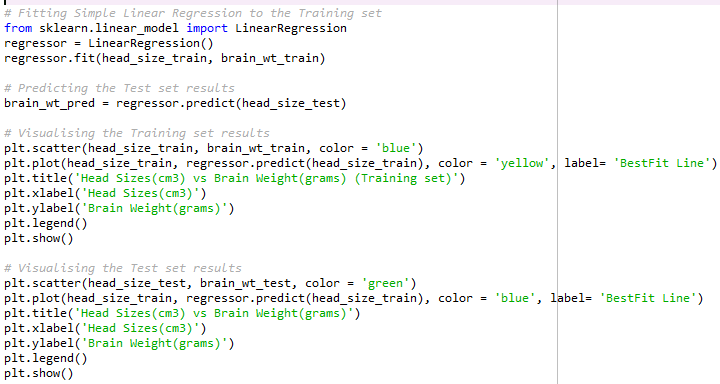 # Fitting Simple Linear Regression to the Training set
from sklearn.linear_model import LinearRegression
regressor = LinearRegression()
regressor.fit(head_size_train, brain_wt_train)

# Predicting the Test set results
brain_wt_pred = regressor.predict(head_size_test)

# Visualising the Training set results
plt.scatter(head_size_train, brain_wt_train, color = 'blue')
plt.plot(head_size_train, regressor.predict(head_size_train), color = 'yellow', label= 'BestFit Line')
plt.title('Head Sizes(cm3) vs Brain Weight(grams) (Training set)')
plt.xlabel('Head Sizes(cm3)')
plt.ylabel('Brain Weight(grams)')
plt.legend()
plt.show()

# Visualising the Test set results
plt.scatter(head_size_test, brain_wt_test, color = 'green')
plt.plot(head_size_train, regressor.predict(head_size_train), color = 'blue', label= 'BestFit Line')
plt.title('Head Sizes(cm3) vs Brain Weight(grams)')
plt.xlabel('Head Sizes(cm3)')
plt.ylabel('Brain Weight(grams)')
plt.legend()
plt.show()